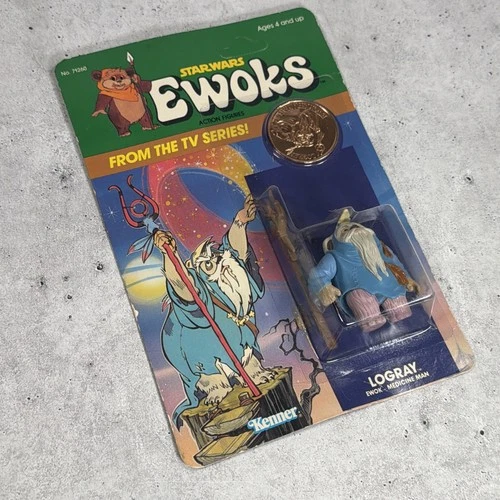 Ages 4 and up
No. 71260
STAR WARS
EWOKS
ACTION FIGURES
FROM THE TV SERIES!
LOGRAY
EWOK - MEDICINE MAN
Kenner